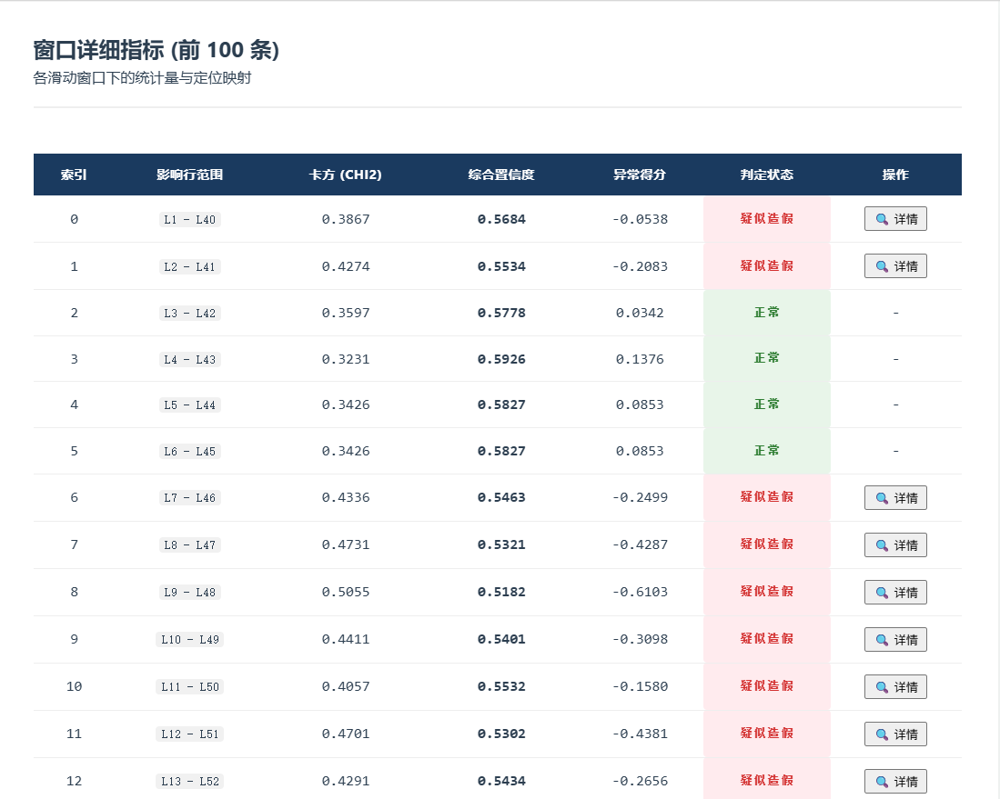 窗口详细指标 (前 100 条)
各滑动窗口下的统计量与定位映射
索引 影响行范围 卡方 (CHI2) 综合置信度 异常得分 判定状态 操作
0 L1 - L40 0.3867 0.5684 -0.0538 疑似造假 详情
1 L2 - L41 0.4274 0.5534 -0.2083 疑似造假 详情
2 L3 - L42 0.3597 0.5778 0.0342 正常 -
3 L4 - L43 0.3231 0.5926 0.1376 正常 -
4 L5 - L44 0.3426 0.5827 0.0853 正常 -
5 L6 - L45 0.3426 0.5827 0.0853 正常 -
6 L7 - L46 0.4336 0.5463 -0.2499 疑似造假 详情
7 L8 - L47 0.4731 0.5321 -0.4287 疑似造假 详情
8 L9 - L48 0.5055 0.5182 -0.6103 疑似造假 详情
9 L10 - L49 0.4411 0.5401 -0.3098 疑似造假 详情
10 L11 - L50 0.4057 0.5532 -0.1580 疑似造假 详情
11 L12 - L51 0.4701 0.5302 -0.4381 疑似造假 详情
12 L13 - L52 0.4291 0.5434 -0.2656 疑似造假 详情